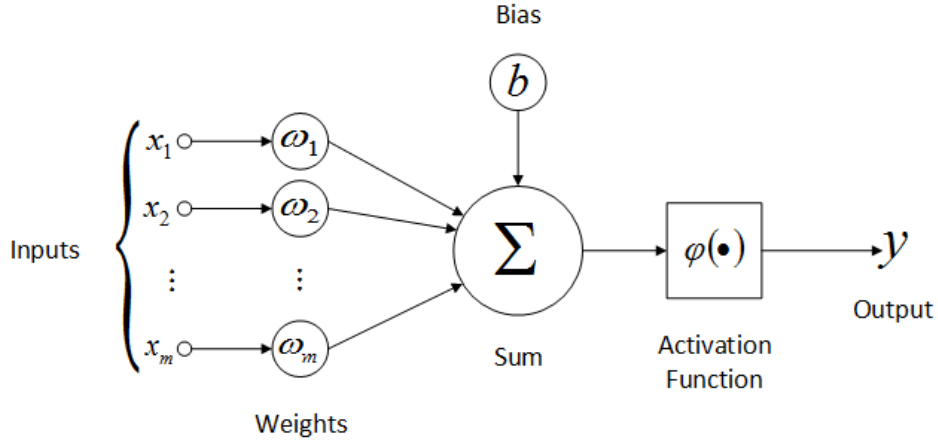 Bias
b
x₁ ω₁
x₂ ω₂
Inputs
⋮ ⋮
Σ
φ(•)
y
Output
xₘ ωₘ
Sum
Activation
Function
Weights